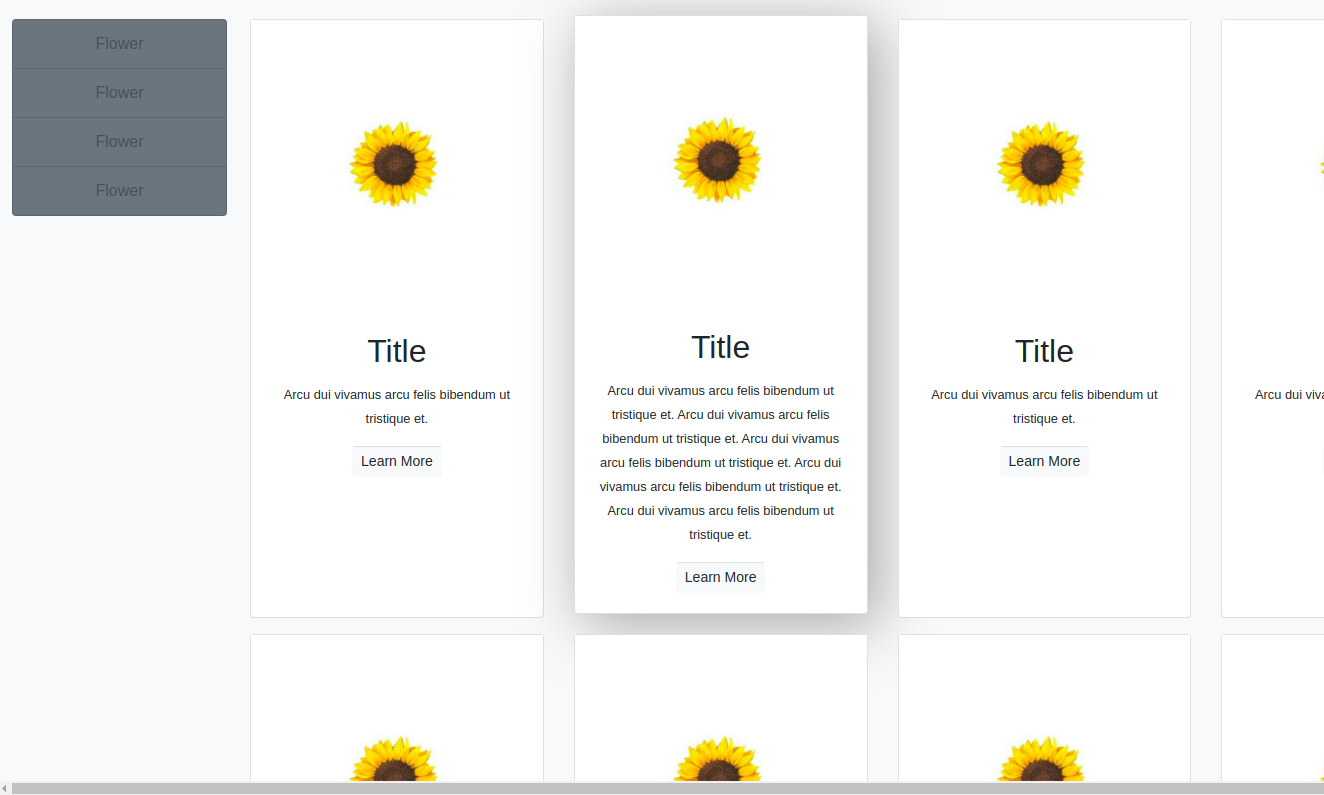 Flower
Flower
Flower
Flower
Title
Arcu dui vivamus arcu felis bibendum ut
tristique et.
Learn More
Title
Arcu dui vivamus arcu felis bibendum ut
tristique et. Arcu dui vivamus arcu felis
bibendum ut tristique et. Arcu dui vivamus
arcu felis bibendum ut tristique et. Arcu dui
vivamus arcu felis bibendum ut tristique et.
Arcu dui vivamus arcu felis bibendum ut
tristique et.
Learn More
Title
Arcu dui vivamus arcu felis bibendum ut
tristique et.
Learn More
Arcu dui